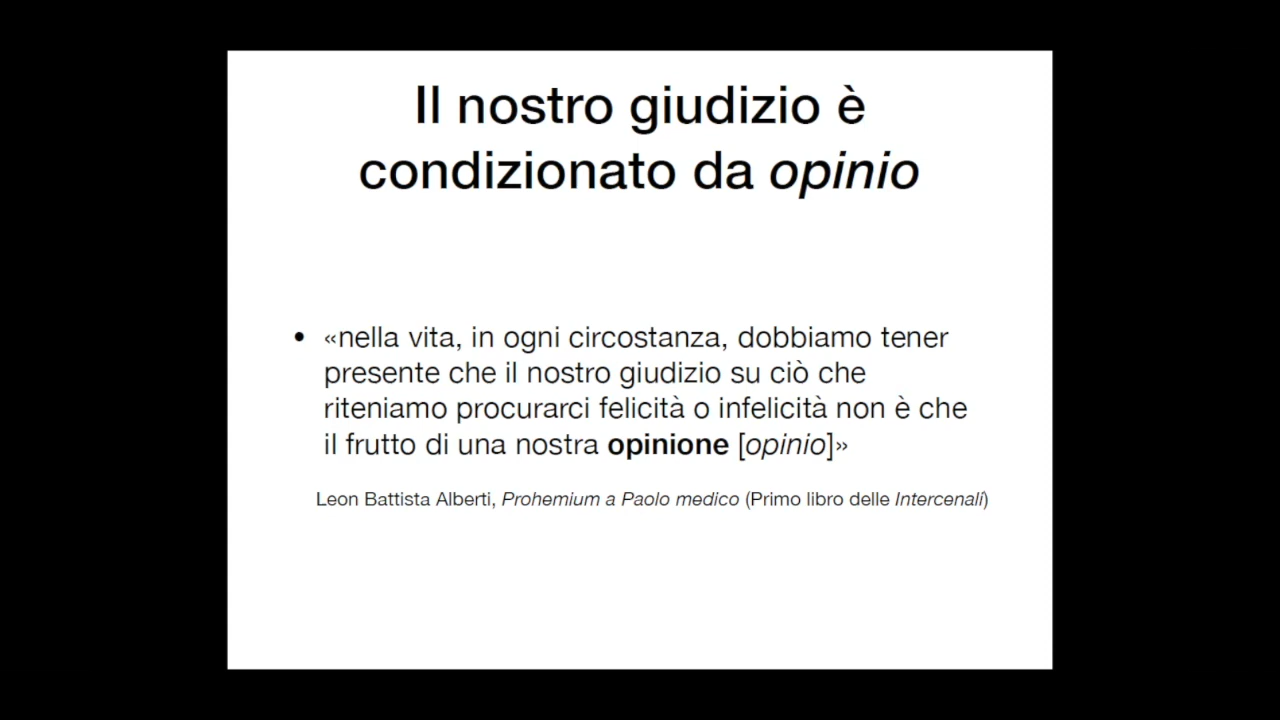 Il nostro giudizio è
condizionato da opinio
• «nella vita, in ogni circostanza, dobbiamo tener
presente che il nostro giudizio su ciò che
riteniamo procurarci felicità o infelicità non è che
il frutto di una nostra opinione [opinio]»
Leon Battista Alberti, Prohemium a Paolo medico (Primo libro delle Intercenali)